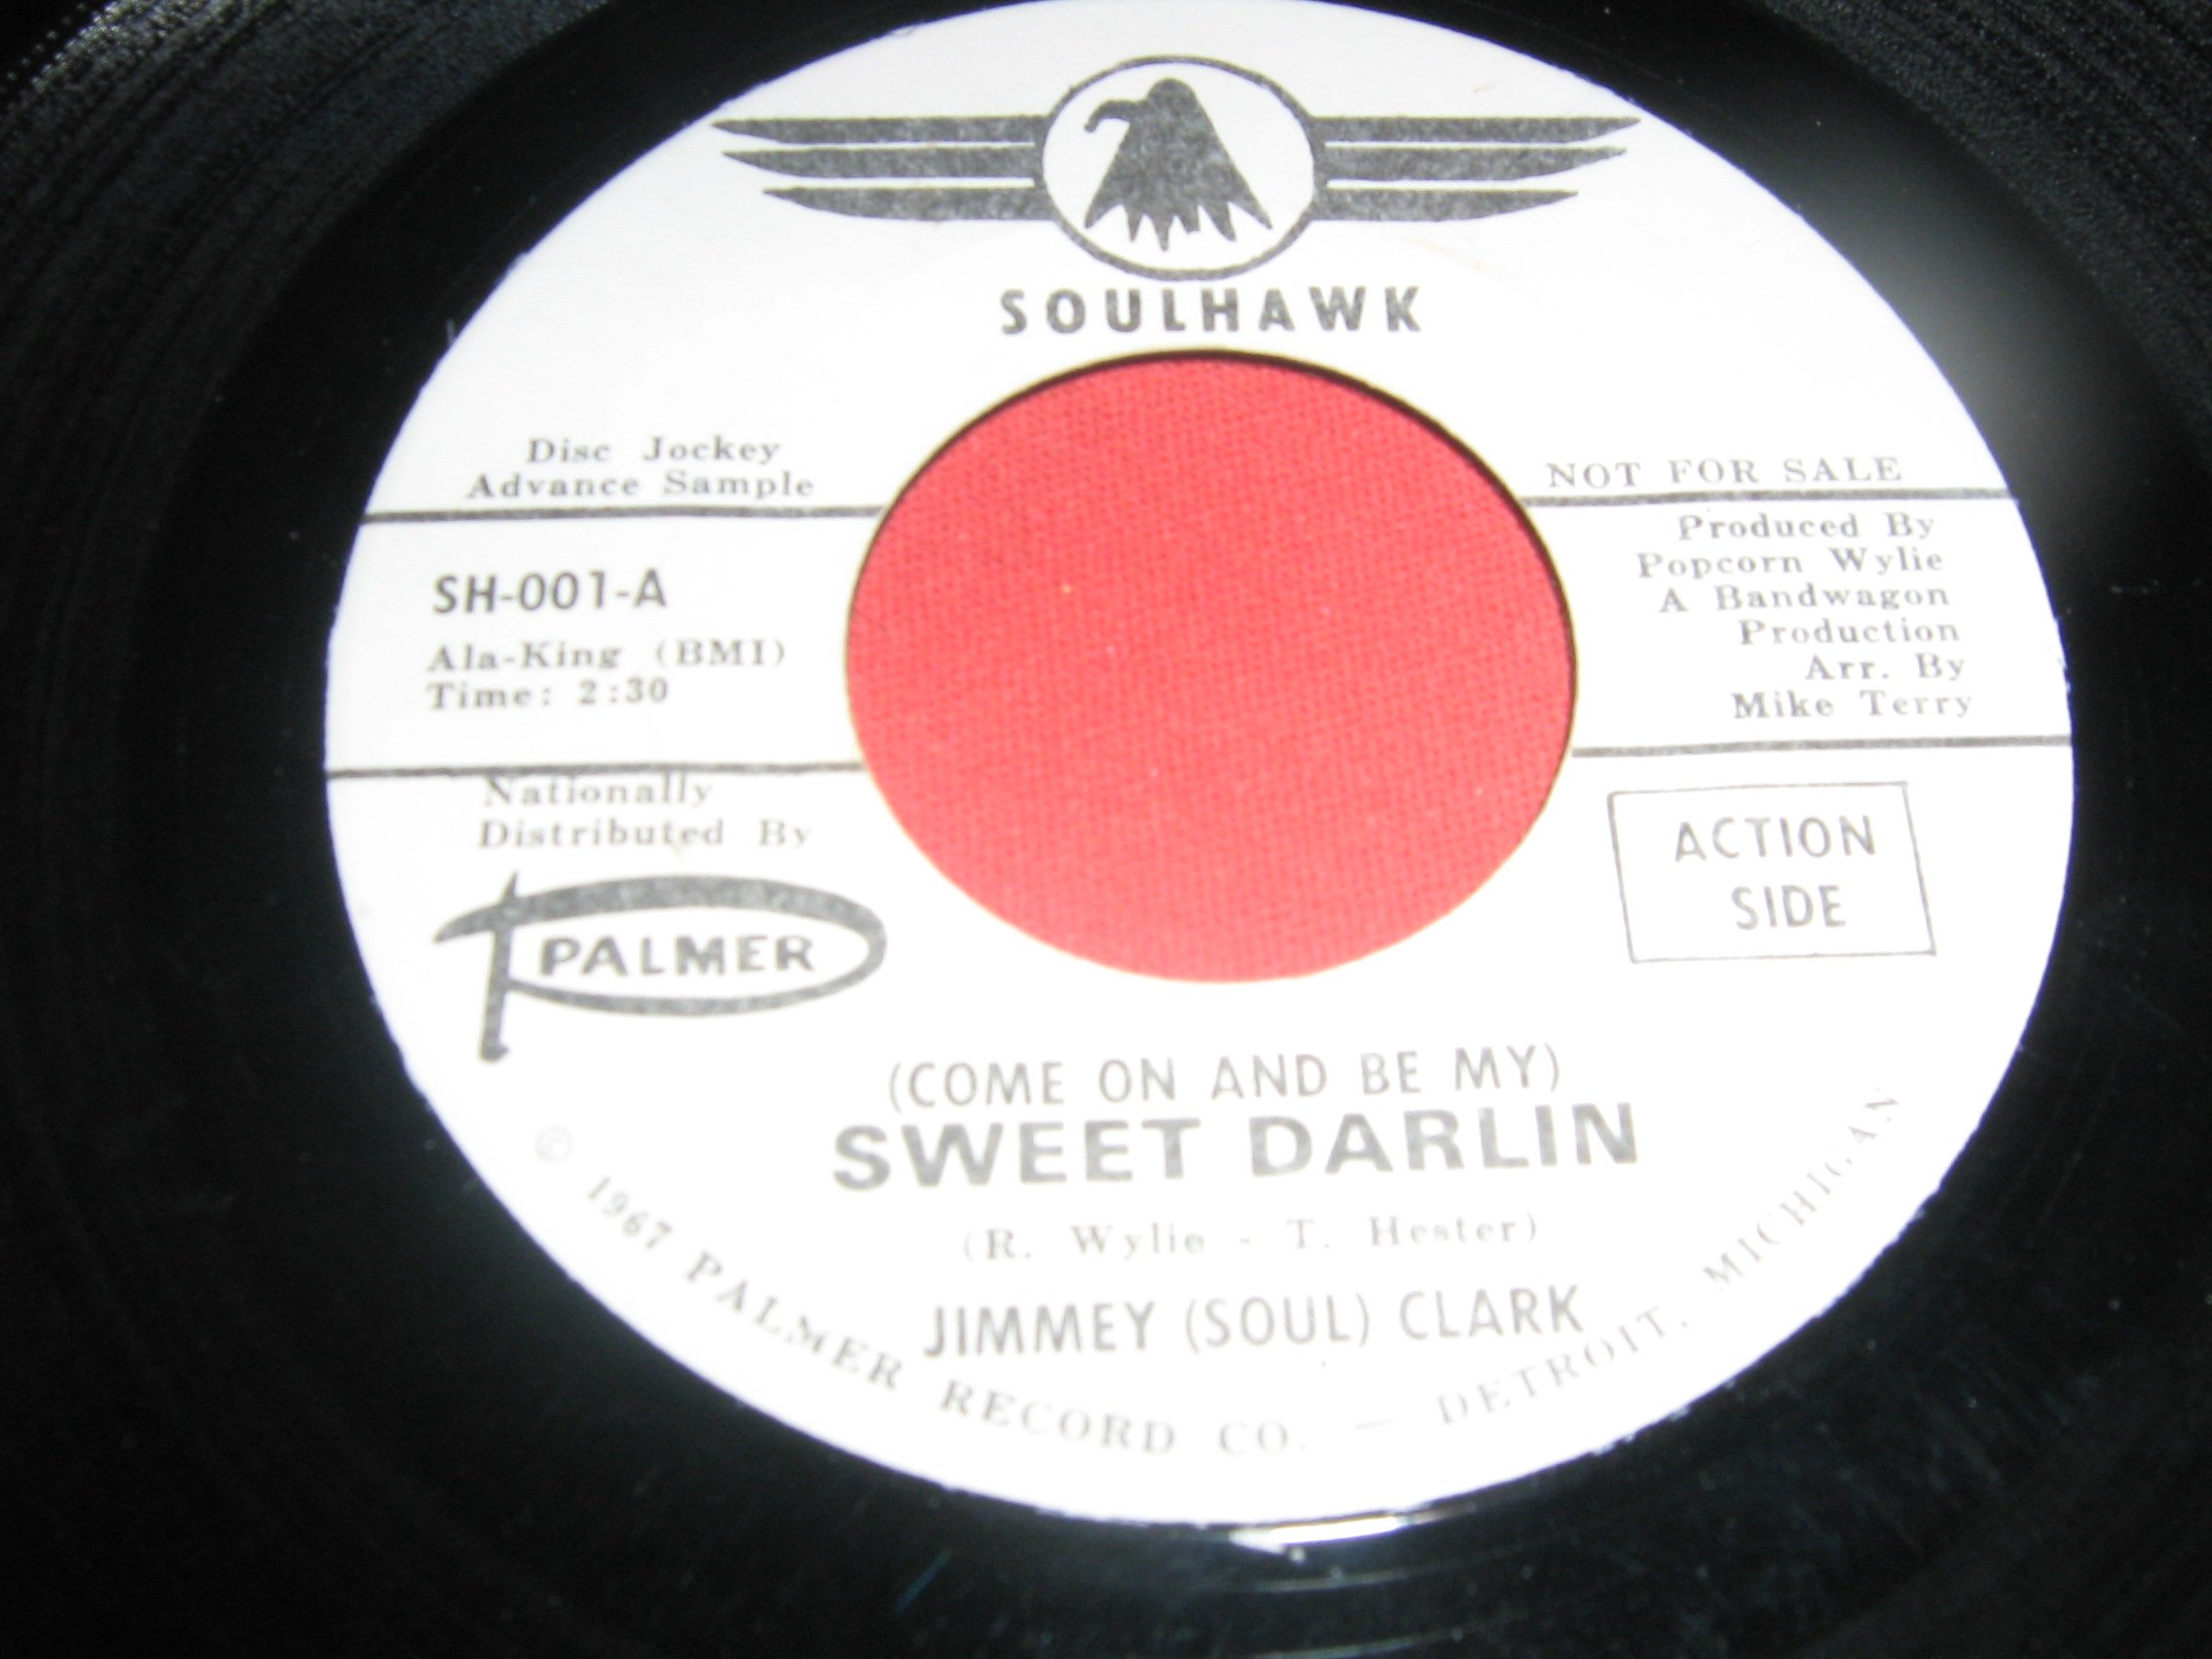 SOULHAWK
Disc Jockey
Advance Sample
NOT FOR SALE
SH-001-A
Ala-King (BMI)
Time: 2:30
Produced By
Popcorn Wylie
A Bandwagon
Production
Arr. By
Mike Terry
Nationally
Distributed By
PALMER
ACTION
SIDE
(COME ON AND BE MY)
SWEET DARLIN
(R. Wylie - T. Hester)
JIMMEY (SOUL) CLARK
© 1967 PALMER RECORD CO. — DETROIT, MICHIGAN